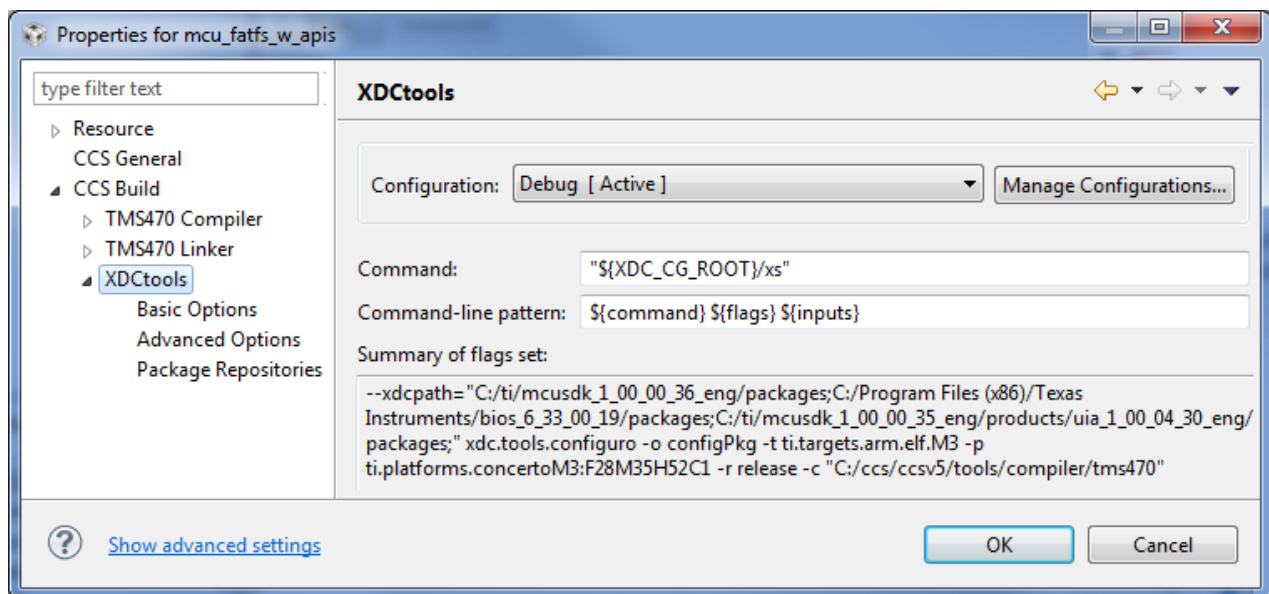 Properties for mcu_fatfs_w_apis
type filter text
Resource
CCS General
CCS Build
TMS470 Compiler
TMS470 Linker
XDCtools
Basic Options
Advanced Options
Package Repositories
XDCtools
Configuration: Debug [ Active ] Manage Configurations...
Command: "${XDC_CG_ROOT}/xs"
Command-line pattern: ${command} ${flags} ${inputs}
Summary of flags set:
--xdcpath="C:/ti/mcusdk_1_00_00_36_eng/packages;C:/Program Files (x86)/Texas
Instruments/bios_6_33_00_19/packages;C:/ti/mcusdk_1_00_00_35_eng/products/uia_1_00_04_30_eng/
packages;" xdc.tools.configuro -o configPkg -t ti.targets.arm.elf.M3 -p
ti.platforms.concertoM3:F28M35H52C1 -r release -c "C:/ccs/ccsv5/tools/compiler/tms470"
? Show advanced settings
OK Cancel